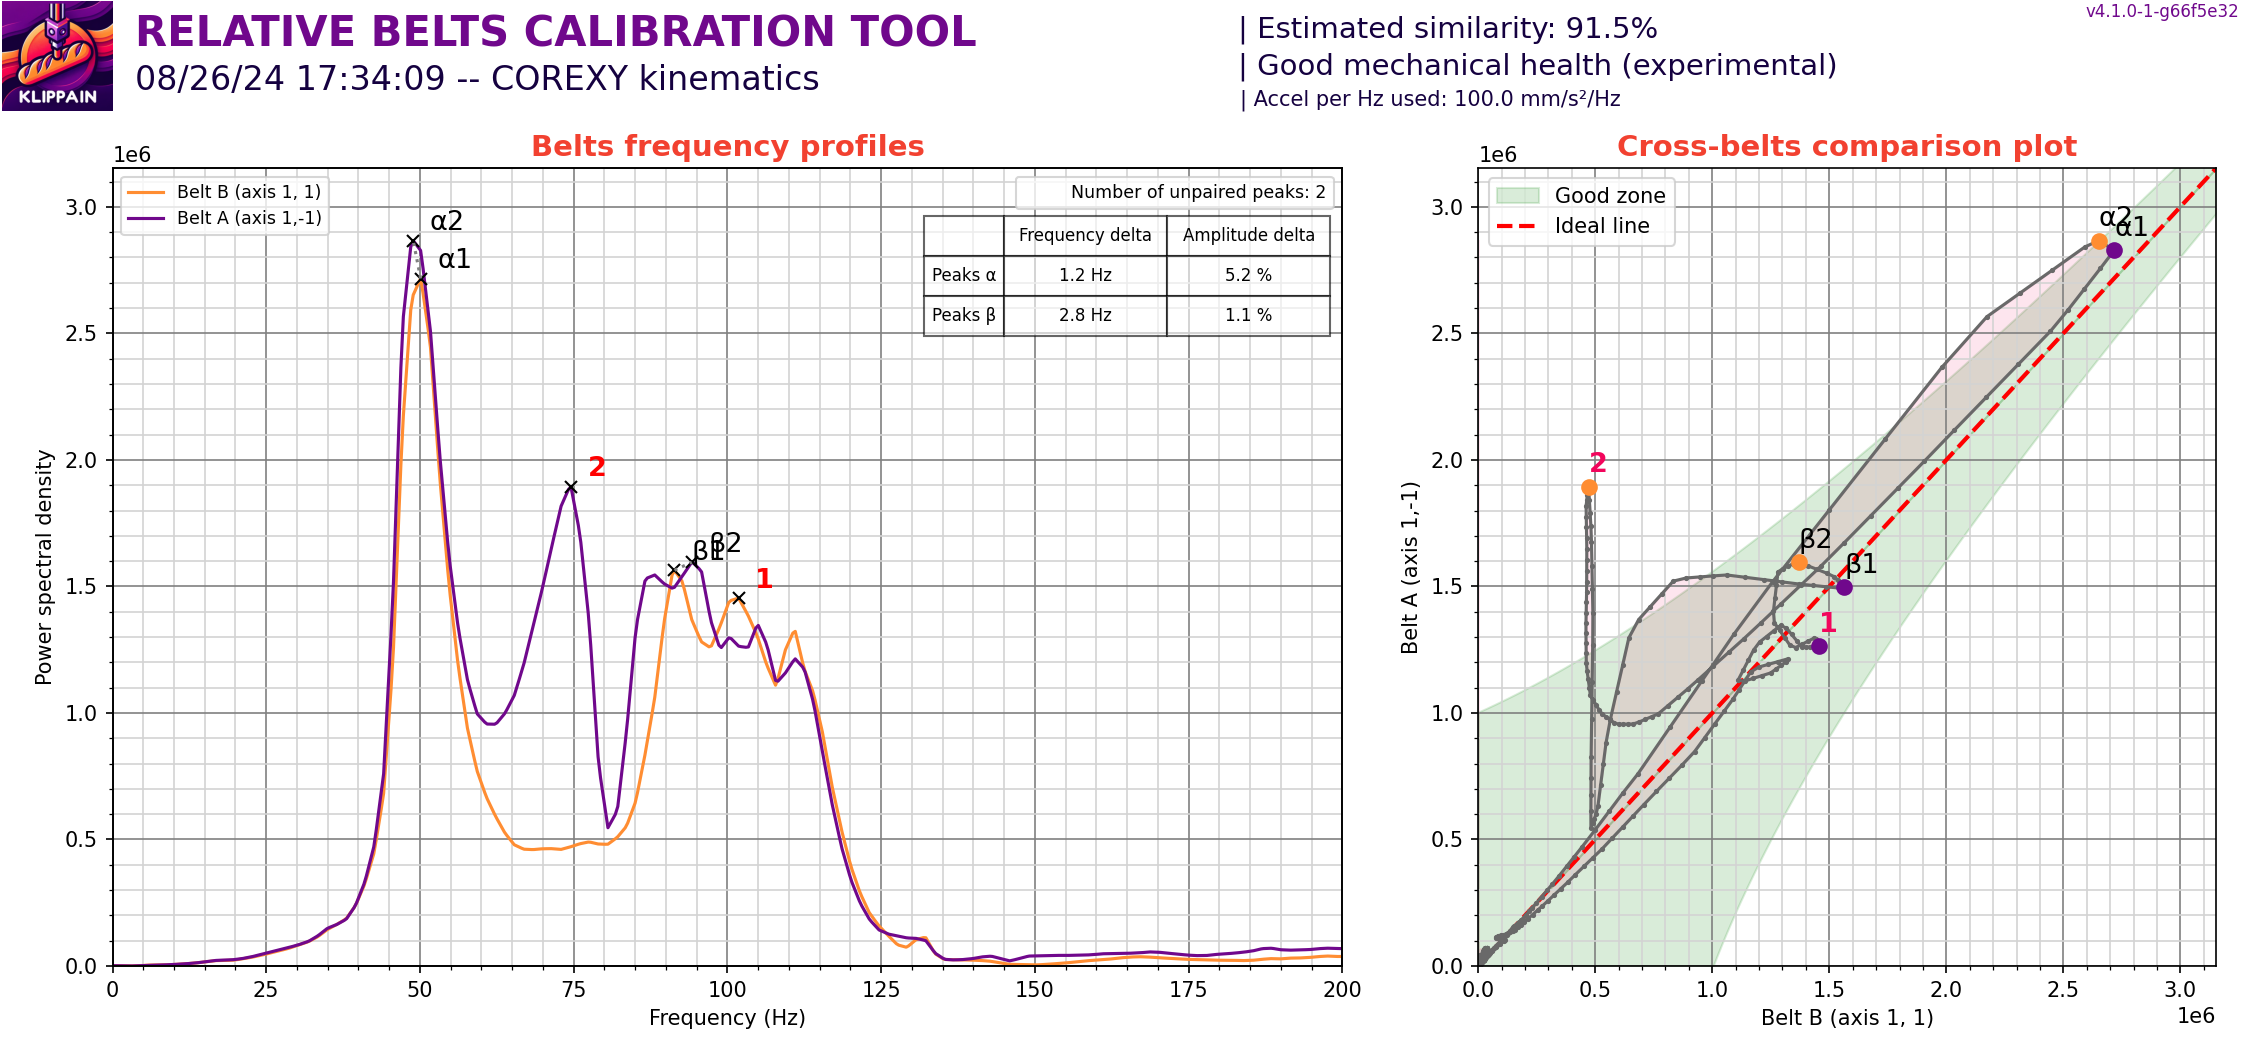 KLIPPAIN
RELATIVE BELTS CALIBRATION TOOL
08/26/24 17:34:09 -- COREXY kinematics
| Estimated similarity: 91.5%
| Good mechanical health (experimental)
| Accel per Hz used: 100.0 mm/s²/Hz
v4.1.0-1-g66f5e32
Belts frequency profiles
1e6
Belt B (axis 1, 1)
Belt A (axis 1,-1)
Number of unpaired peaks: 2
Frequency delta Amplitude delta
Peaks α 1.2 Hz 5.2 %
Peaks β 2.8 Hz 1.1 %
α2
α1
2
β1
β2
1
3.0
2.5
2.0
1.5
1.0
0.5
0.0
Power spectral density
0 25 50 75 100 125 150 175 200
Frequency (Hz)
Cross-belts comparison plot
1e6
Good zone
Ideal line
α2
α1
2
β2
β1
1
3.0
2.5
2.0
1.5
1.0
0.5
0.0
Belt A (axis 1,-1)
0.0 0.5 1.0 1.5 2.0 2.5 3.0
Belt B (axis 1, 1)
1e6